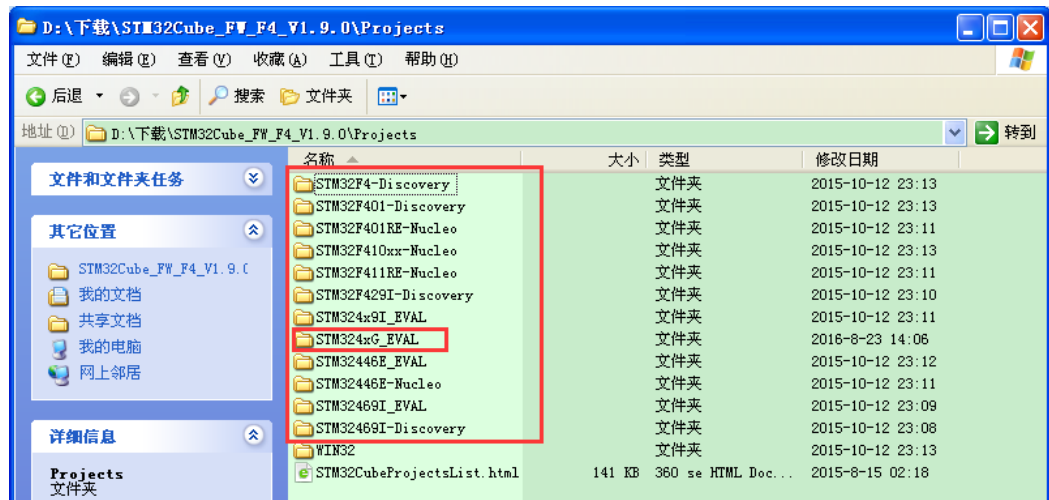 D:\下载\STM32Cube_FW_F4_V1.9.0\Projects
文件(F) 编辑(E) 查看(V) 收藏(A) 工具(T) 帮助(H)
后退 搜索 文件夹
地址(D) D:\下载\STM32Cube_FW_F4_V1.9.0\Projects 转到
名称 大小 类型 修改日期
文件和文件夹任务
其它位置
STM32Cube_FW_F4_V1.9.0
我的文档
共享文档
我的电脑
网上邻居
详细信息
Projects
文件夹
STM32F4-Discovery 文件夹 2015-10-12 23:13
STM32F401-Discovery 文件夹 2015-10-12 23:13
STM32F401RE-Nucleo 文件夹 2015-10-12 23:11
STM32F410xx-Nucleo 文件夹 2015-10-12 23:13
STM32F411RE-Nucleo 文件夹 2015-10-12 23:11
STM32F429I-Discovery 文件夹 2015-10-12 23:10
STM324x9I_EVAL 文件夹 2015-10-12 23:11
STM324xG_EVAL 文件夹 2016-8-23 14:06
STM32446E_EVAL 文件夹 2015-10-12 23:12
STM32446E-Nucleo 文件夹 2015-10-12 23:11
STM32469I_EVAL 文件夹 2015-10-12 23:09
STM32469I-Discovery 文件夹 2015-10-12 23:08
WIN32 文件夹 2015-10-12 23:13
STM32CubeProjectsList.html 141 KB 360 se HTML Doc... 2015-8-15 02:18